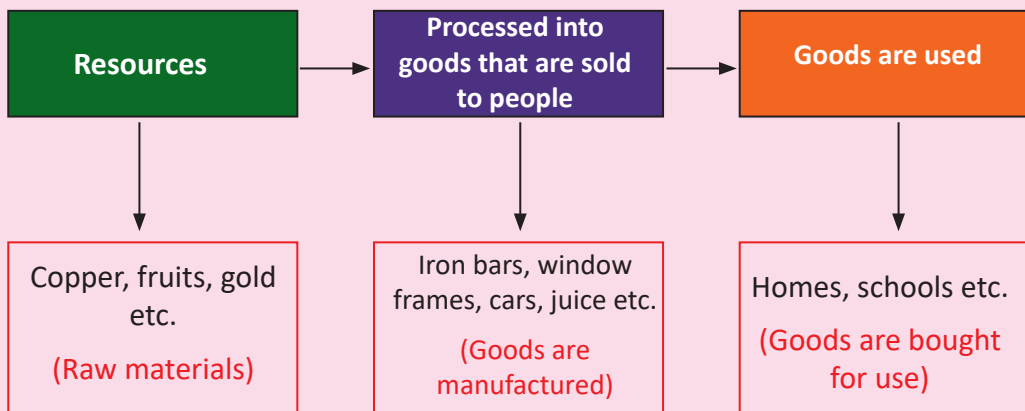 Resources
Processed into
goods that are sold
to people
Goods are used
Copper, fruits, gold
etc.
(Raw materials)
Iron bars, window
frames, cars, juice etc.
(Goods are
manufactured)
Homes, schools etc.
(Goods are bought
for use)